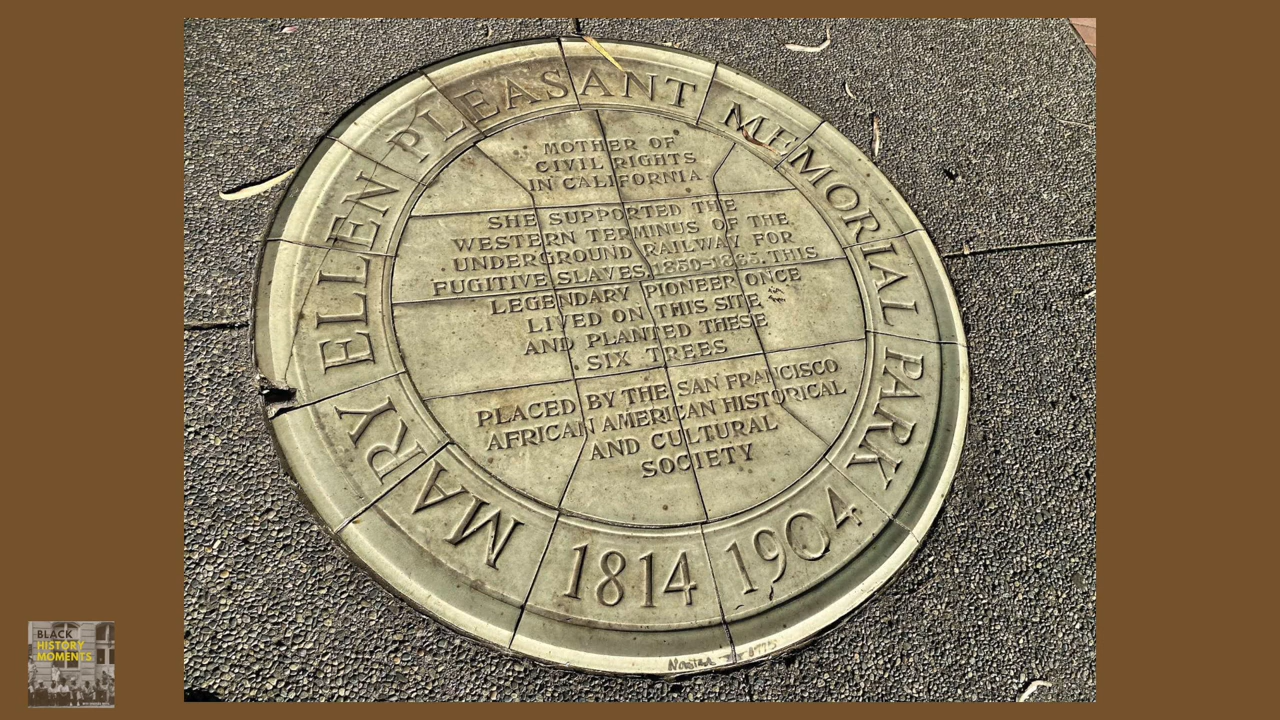 MARY ELLEN PLEASANT MEMORIAL PARK
MOTHER OF
CIVIL RIGHTS
IN CALIFORNIA
SHE SUPPORTED THE
WESTERN TERMINUS OF THE
UNDERGROUND RAILWAY FOR
FUGITIVE SLAVES, 1850-1865. THIS
LEGENDARY PIONEER ONCE
LIVED ON THIS SITE
AND PLANTED THESE
SIX TREES
PLACED BY THE SAN FRANCISCO
AFRICAN AMERICAN HISTORICAL
AND CULTURAL
SOCIETY
1814 1904
BLACK
HISTORY
MOMENTS